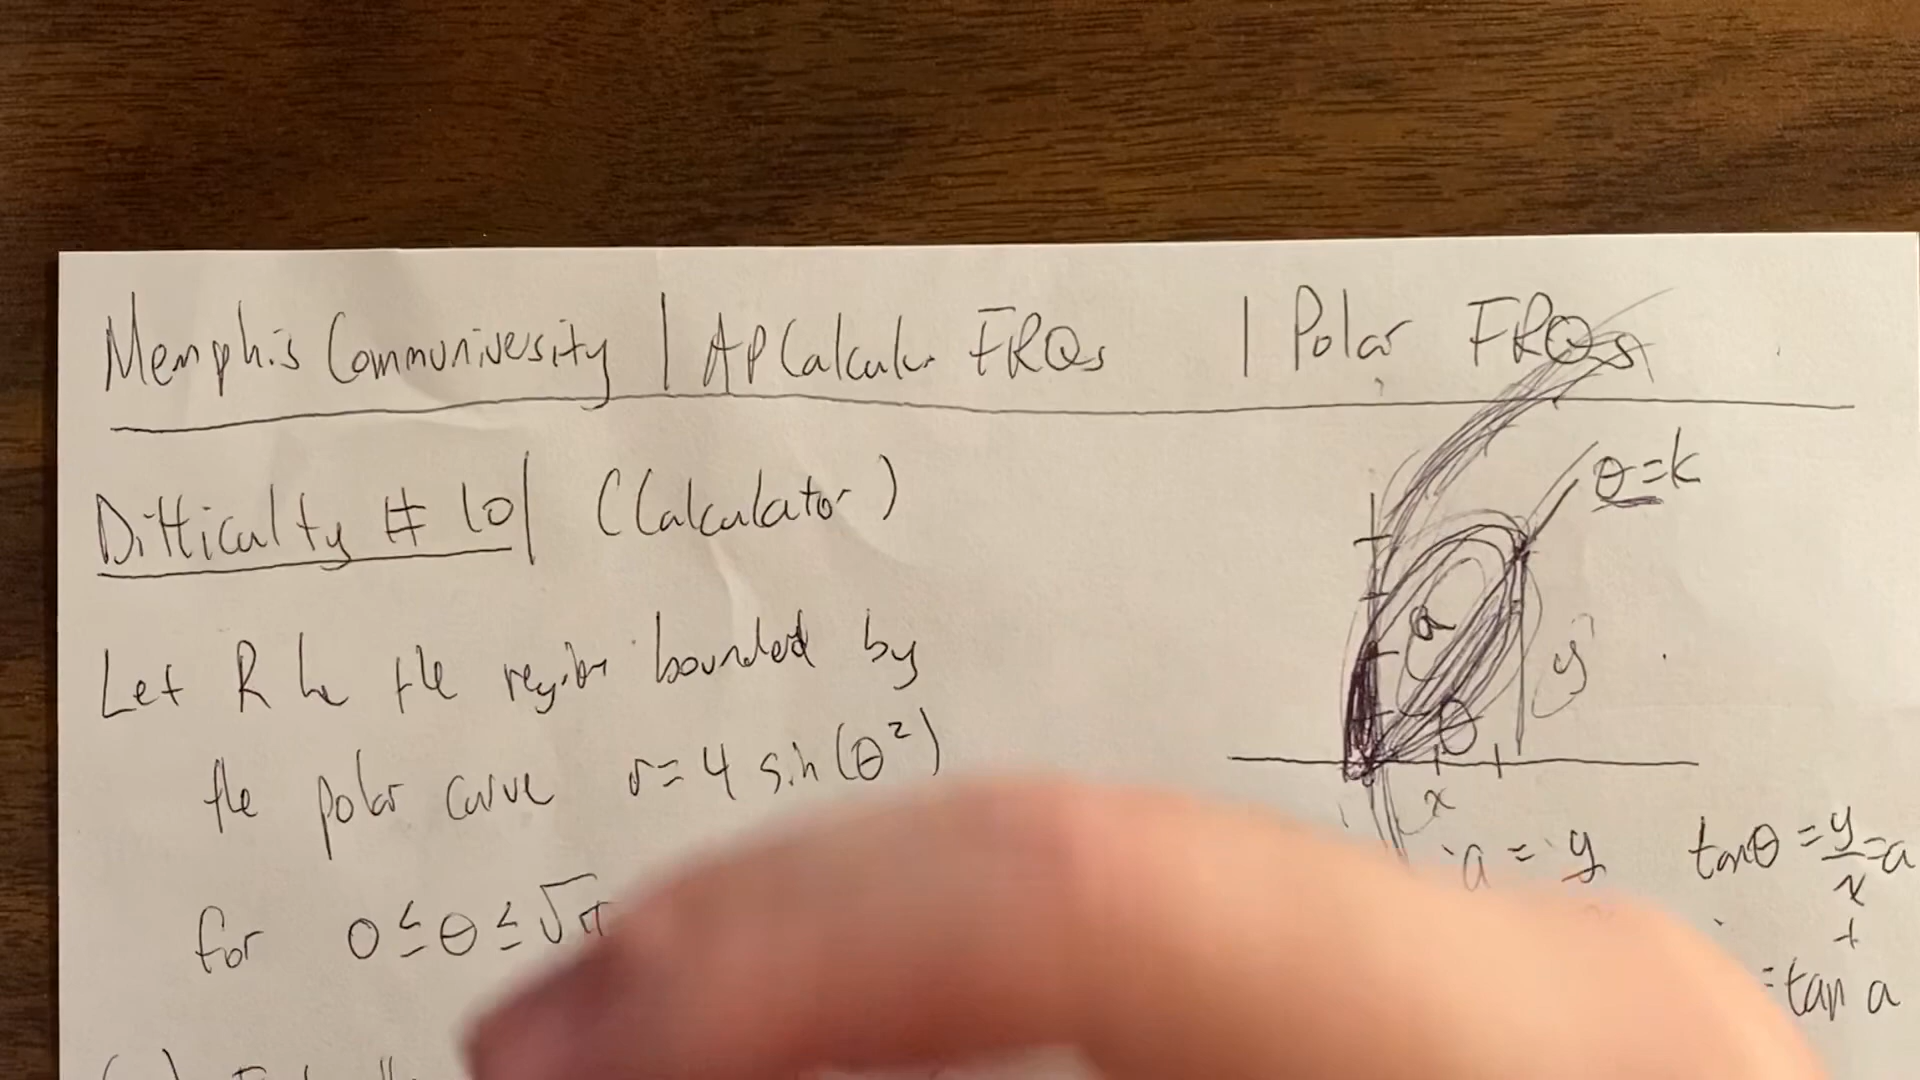 Memphis Communiversity | AP Calculus FRQs | Polar FRQs
Difficulty # 10 | (Calculator)
θ=k
Let R be the region bounded by
a
y
θ
the polar curve r = 4 sin(θ²)
x
a = y
tanθ = y/x = a
for 0 ≤ θ ≤ √π
= tan a